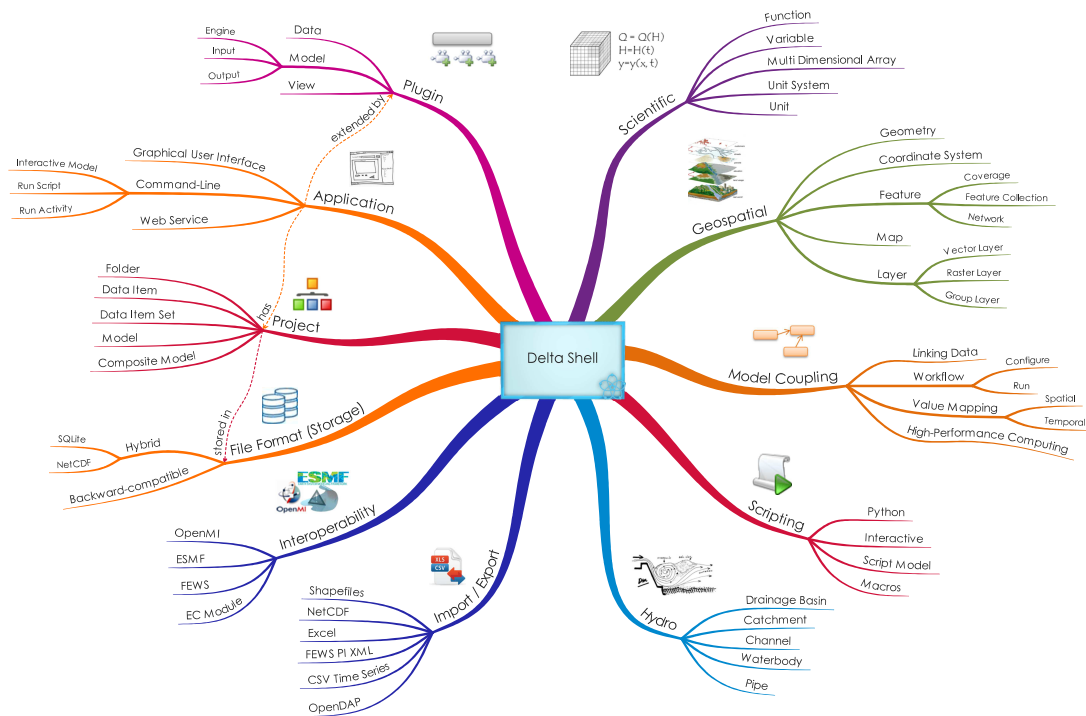 Delta Shell
Plugin
Data
Model
Engine
Input
Output
View
extended by
Application
Graphical User Interface
Command-Line
Interactive Model
Run Script
Run Activity
Web Service
has
Project
Folder
Data Item
Data Item Set
Model
Composite Model
stored in
File Format (Storage)
Hybrid
SQLite
NetCDF
Backward-compatible
ESMF
OpenMI
Interoperability
OpenMI
ESMF
FEWS
EC Module
XLS
CSV
Import / Export
Shapefiles
NetCDF
Excel
FEWS PI XML
CSV Time Series
OpenDAP
Q = Q(H)
H=H(t)
y=y(x, t)
Scientific
Function
Variable
Multi Dimensional Array
Unit System
Unit
Geospatial
Geometry
Coordinate System
Feature
Coverage
Feature Collection
Network
Map
Layer
Vector Layer
Raster Layer
Group Layer
Model Coupling
Linking Data
Workflow
Configure
Run
Value Mapping
Spatial
Temporal
High-Performance Computing
Scripting
Python
Interactive
Script Model
Macros
Hydro
Drainage Basin
Catchment
Channel
Waterbody
Pipe